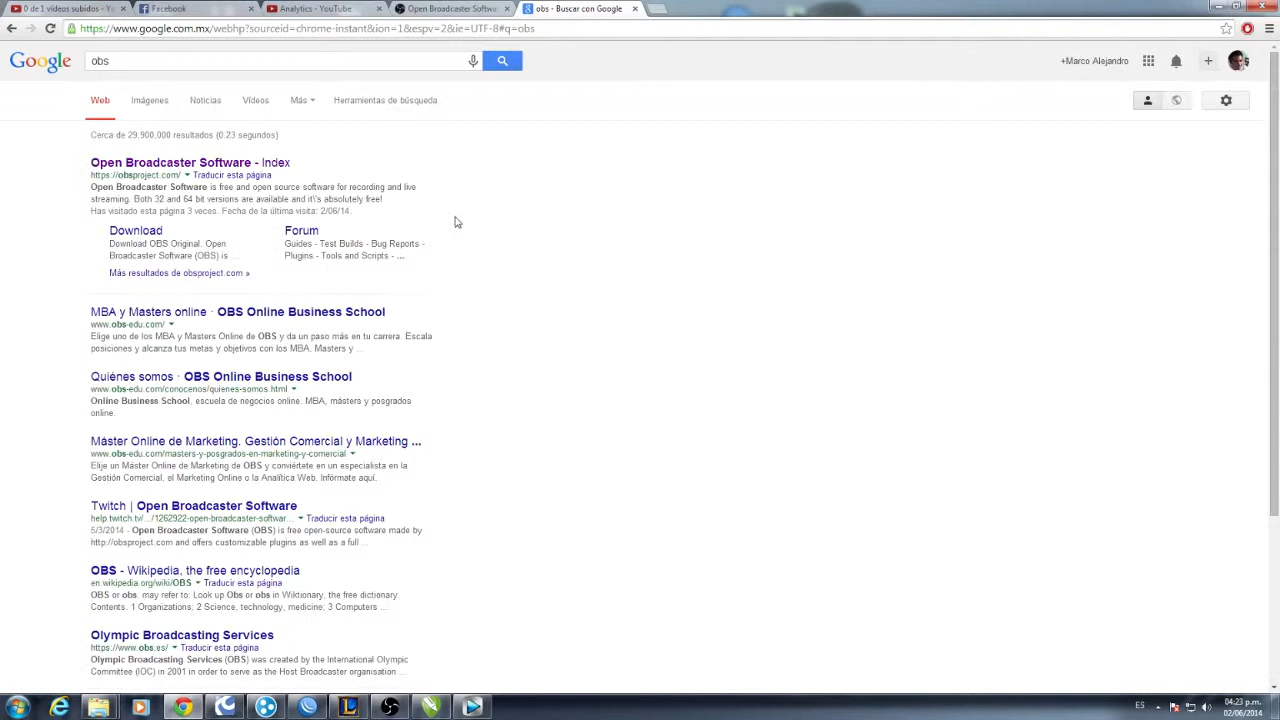 0 de 1 videos subidos - Yo
Facebook
Analytics - YouTube
Open Broadcaster Softwa
obs - Buscar con Google
https://www.google.com.mx/webhp?sourceid=chrome-instant&ion=1&espv=2&ie=UTF-8#q=obs
Google
obs
+Marco Alejandro
Web Imágenes Noticias Vídeos Más Herramientas de búsqueda
Cerca de 29,900,000 resultados (0.23 segundos)
Open Broadcaster Software - Index
https://obsproject.com/ Traducir esta página
Open Broadcaster Software is free and open source software for recording and live
streaming. Both 32 and 64 bit versions are available and it\'s absolutely free!
Has visitado esta página 3 veces. Fecha de la última visita: 2/06/14.
Download
Download OBS Original. Open
Broadcaster Software (OBS) is ...
Forum
Guides - Test Builds - Bug Reports -
Plugins - Tools and Scripts - ...
Más resultados de obsproject.com »
MBA y Masters online · OBS Online Business School
www.obs-edu.com/
Elige uno de los MBA y Masters Online de OBS y da un paso más en tu carrera. Escala
posiciones y alcanza tus metas y objetivos con los MBA. Masters y ...
Quiénes somos · OBS Online Business School
www.obs-edu.com/conocenos/quienes-somos.html
Online Business School, escuela de negocios online. MBA, másters y posgrados
online.
Máster Online de Marketing. Gestión Comercial y Marketing ...
www.obs-edu.com/masters-y-posgrados-en-marketing-y-comercial
Elije un Máster Online de Marketing de OBS y conviértete en un especialista en la
Gestión Comercial, el Marketing Online o la Analítica Web. Infórmate aquí.
Twitch | Open Broadcaster Software
help.twitch.tv/.../1262922-open-broadcaster-softwar... Traducir esta página
5/3/2014 - Open Broadcaster Software (OBS) is free open-source software made by
http://obsproject.com and offers customizable plugins as well as a full ...
OBS - Wikipedia, the free encyclopedia
en.wikipedia.org/wiki/OBS Traducir esta página
OBS or obs. may refer to: Look up Obs or obs in Wiktionary, the free dictionary.
Contents. 1 Organizations; 2 Science, technology, medicine; 3 Computers ...
Olympic Broadcasting Services
https://www.obs.es/ Traducir esta página
Olympic Broadcasting Services (OBS) was created by the International Olympic
Committee (IOC) in 2001 in order to serve as the Host Broadcaster organisation ...
ES
04:23 p.m.
02/06/2014